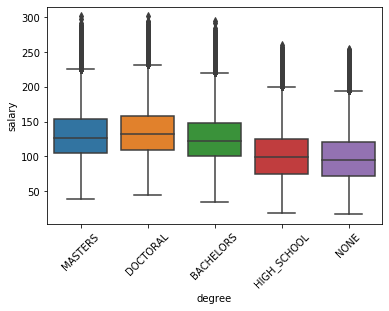 300
250
200
150
100
50
salary
MASTERS
DOCTORAL
BACHELORS
HIGH_SCHOOL
NONE
degree